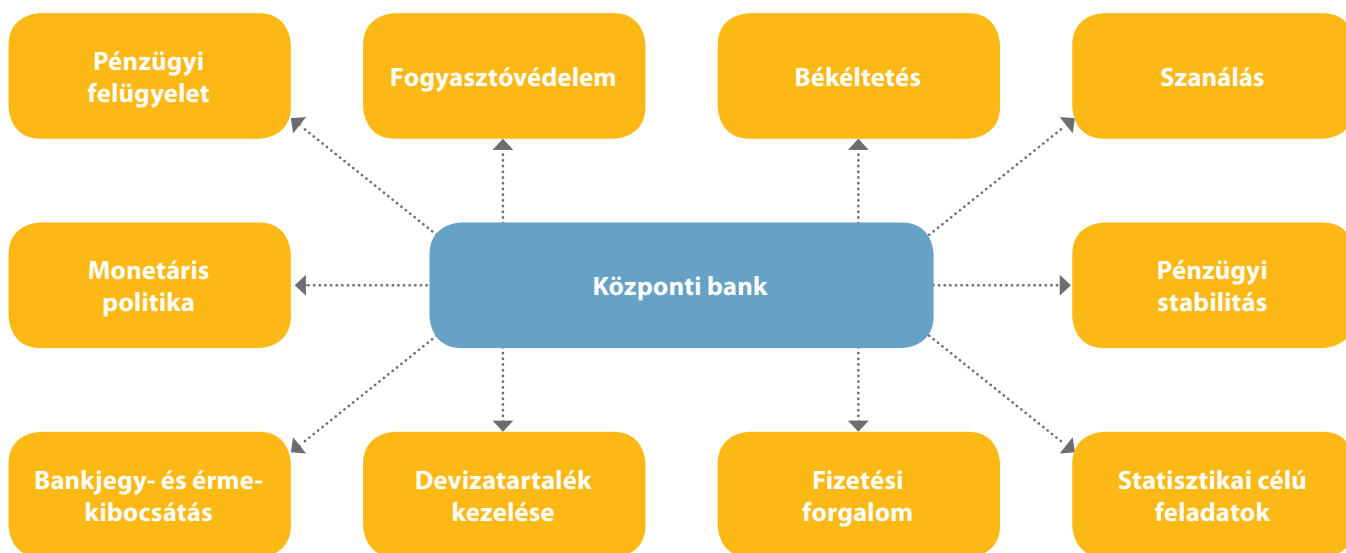 Pénzügyi
felügyelet
Fogyasztóvédelem
Békéltetés
Szanálás
Monetáris
politika
Központi bank
Pénzügyi
stabilitás
Bankjegy- és érme-
kibocsátás
Devizatartalék
kezelése
Fizetési
forgalom
Statisztikai célú
feladatok